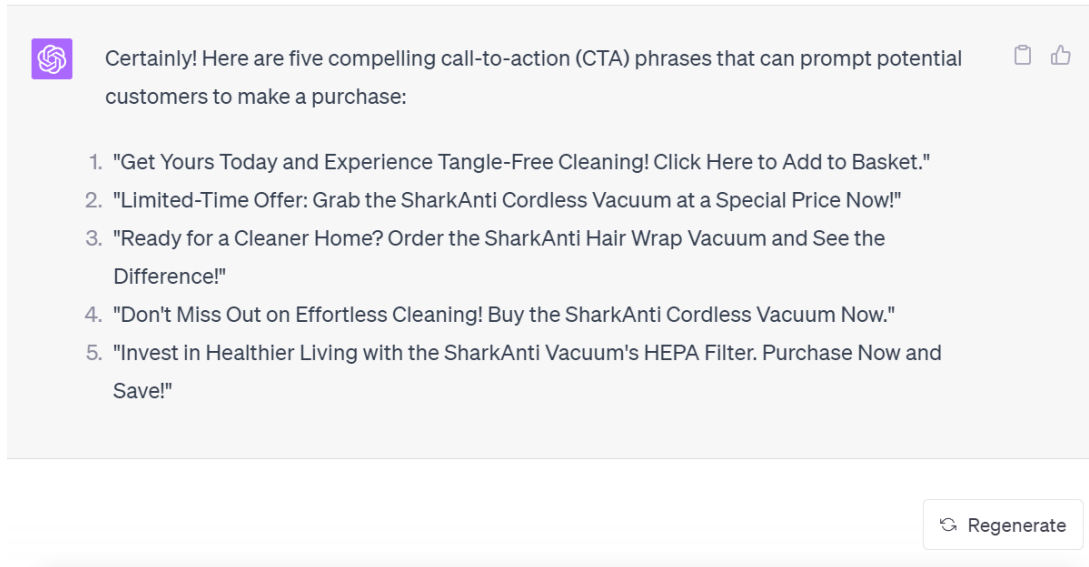 Certainly! Here are five compelling call-to-action (CTA) phrases that can prompt potential
customers to make a purchase:
1. "Get Yours Today and Experience Tangle-Free Cleaning! Click Here to Add to Basket."
2. "Limited-Time Offer: Grab the SharkAnti Cordless Vacuum at a Special Price Now!"
3. "Ready for a Cleaner Home? Order the SharkAnti Hair Wrap Vacuum and See the
Difference!"
4. "Don't Miss Out on Effortless Cleaning! Buy the SharkAnti Cordless Vacuum Now."
5. "Invest in Healthier Living with the SharkAnti Vacuum's HEPA Filter. Purchase Now and
Save!"
Regenerate